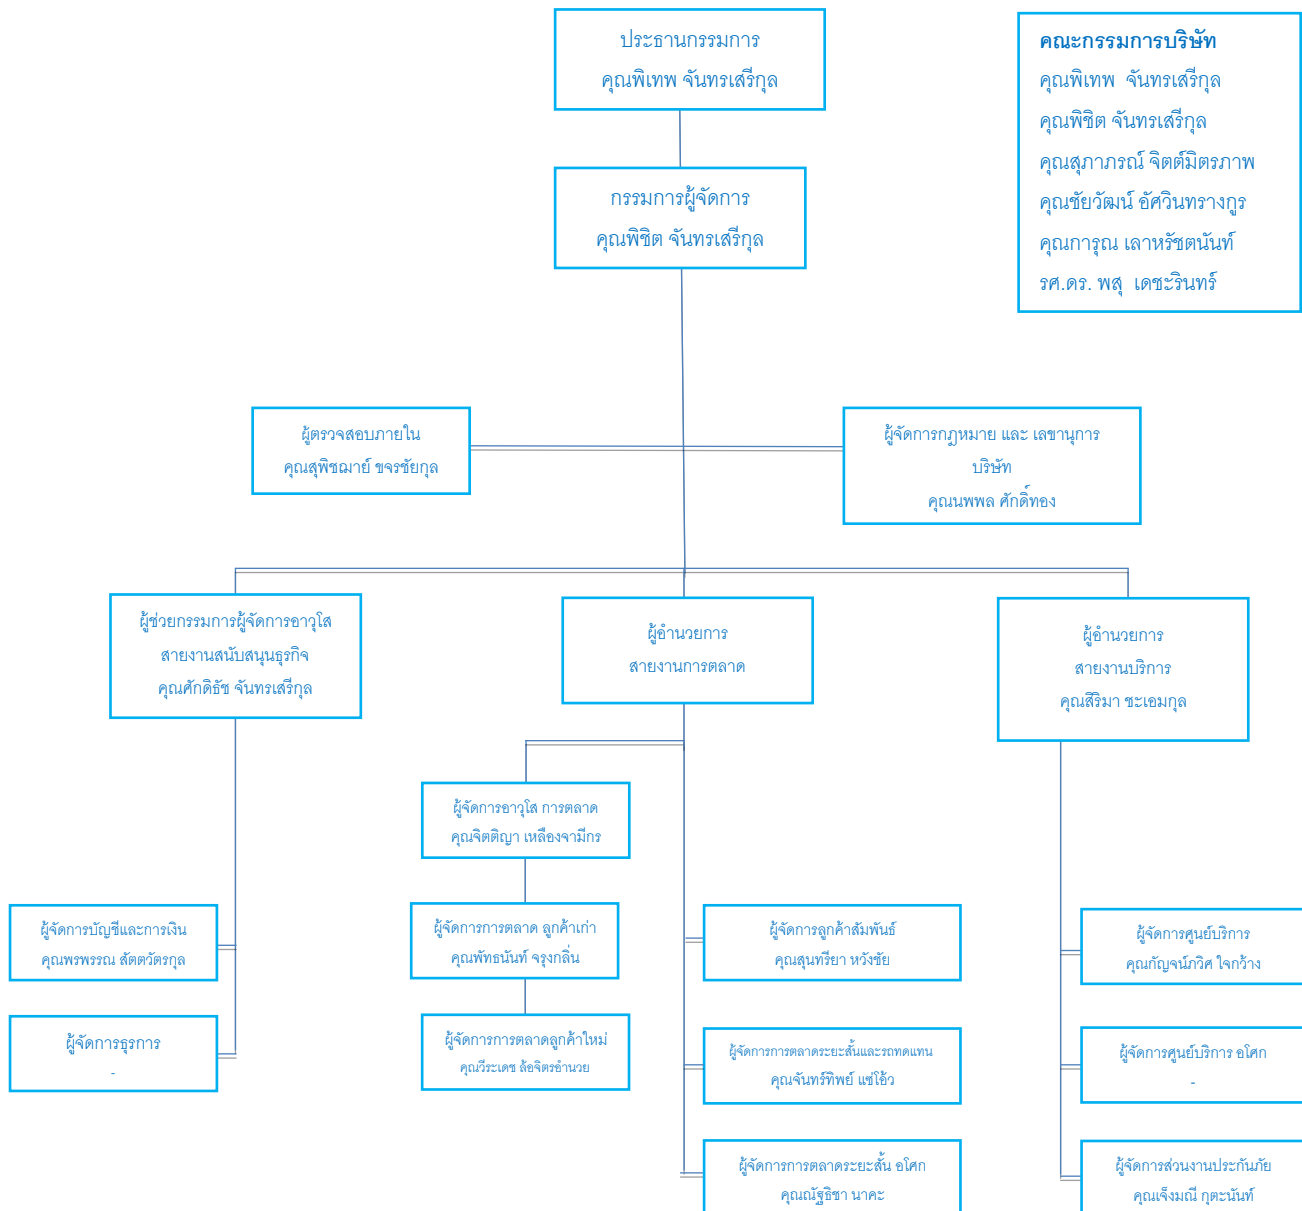 ประธานกรรมการ
คุณพิเทพ จันทรเสรีกุล
คณะกรรมการบริษัท
คุณพิเทพ จันทรเสรีกุล
คุณพิชิต จันทรเสรีกุล
คุณสุภาภรณ์ จิตต์มิตรภาพ
คุณชัยวัฒน์ อัศวินทรางกูร
คุณการุณ เลาหรัชตนันท์
รศ.ดร. พสุ เดชะรินทร์
กรรมการผู้จัดการ
คุณพิชิต จันทรเสรีกุล
ผู้ตรวจสอบภายใน
คุณสุพิชฌาย์ ขจรชัยกุล
ผู้จัดการกฎหมาย และ เลขานุการ
บริษัท
คุณนพพล ศักดิ์ทอง
ผู้ช่วยกรรมการผู้จัดการอาวุโส
สายงานสนับสนุนธุรกิจ
คุณศักดิธัช จันทรเสรีกุล
ผู้อำนวยการ
สายงานการตลาด
ผู้อำนวยการ
สายงานบริการ
คุณสิริมา ชะเอมกุล
ผู้จัดการอาวุโส การตลาด
คุณจิตติญา เหลืองจามีกร
ผู้จัดการบัญชีและการเงิน
คุณพรพรรณ สัตตวัตรกุล
ผู้จัดการการตลาด ลูกค้าเก่า
คุณพัทธนันท์ จรุงกลิ่น
ผู้จัดการลูกค้าสัมพันธ์
คุณสุนทรียา หวังชัย
ผู้จัดการศูนย์บริการ
คุณกัญจน์ภวิศ ใจกว้าง
ผู้จัดการธุรการ
-
ผู้จัดการการตลาดลูกค้าใหม่
คุณวีระเดช ล้อจิตรอำนวย
ผู้จัดการการตลาดระยะสั้นและรถทดแทน
คุณจันทร์ทิพย์ แซ่โอ้ว
ผู้จัดการศูนย์บริการ อโศก
-
ผู้จัดการการตลาดระยะสั้น อโศก
คุณณัฐธิชา นาคะ
ผู้จัดการส่วนงานประกันภัย
คุณเจ็งมณี กุตะนันท์